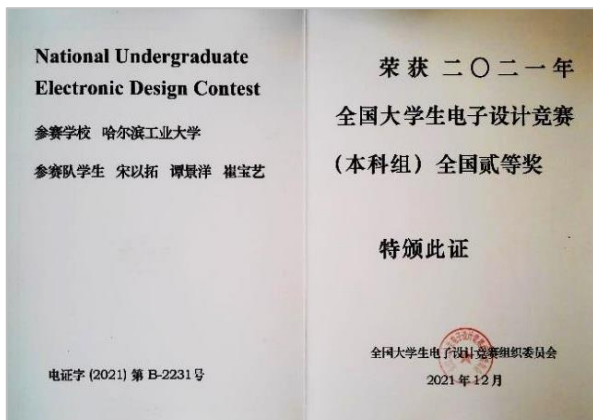 National Undergraduate
Electronic Design Contest
参赛学校 哈尔滨工业大学
参赛队学生 宋以拓 谭景洋 崔宝艺
电证字 (2021) 第 B-2231号
荣获 二〇二一年
全国大学生电子设计竞赛
(本科组) 全国贰等奖
特颁此证
全国大学生电子设计竞赛组织委员会
2021年12月